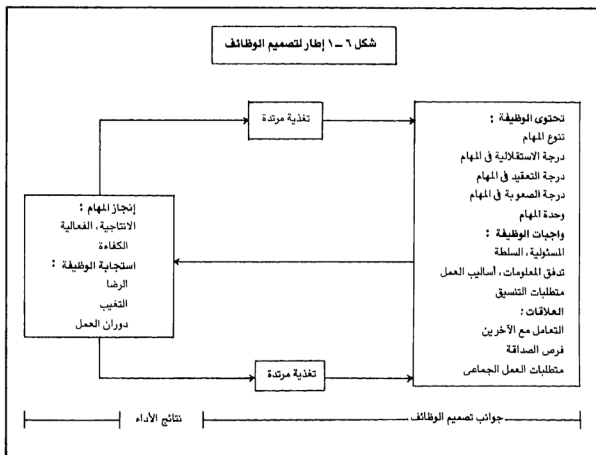 شكل ٦ – ١ إطار لتصميم الوظائف
تغذية مرتدة
تحتوى الوظيفة :
تنوع المهام
درجة الاستقلالية فى المهام
درجة التعقيد فى المهام
درجة الصعوبة فى المهام
وحدة المهام
واجبات الوظيفة :
المسئولية، السلطة
تدفق المعلومات، أساليب العمل
متطلبات التنسيق
العلاقات:
التعامل مع الآخرين
فرص الصداقة
متطلبات العمل الجماعى
إنجاز المهام :
الانتاجية، الفعالية
الكفاءة
استجابة الوظيفة :
الرضا
التغيب
دوران العمل
تغذية مرتدة
جوانب تصميم الوظائف
نتائج الأداء